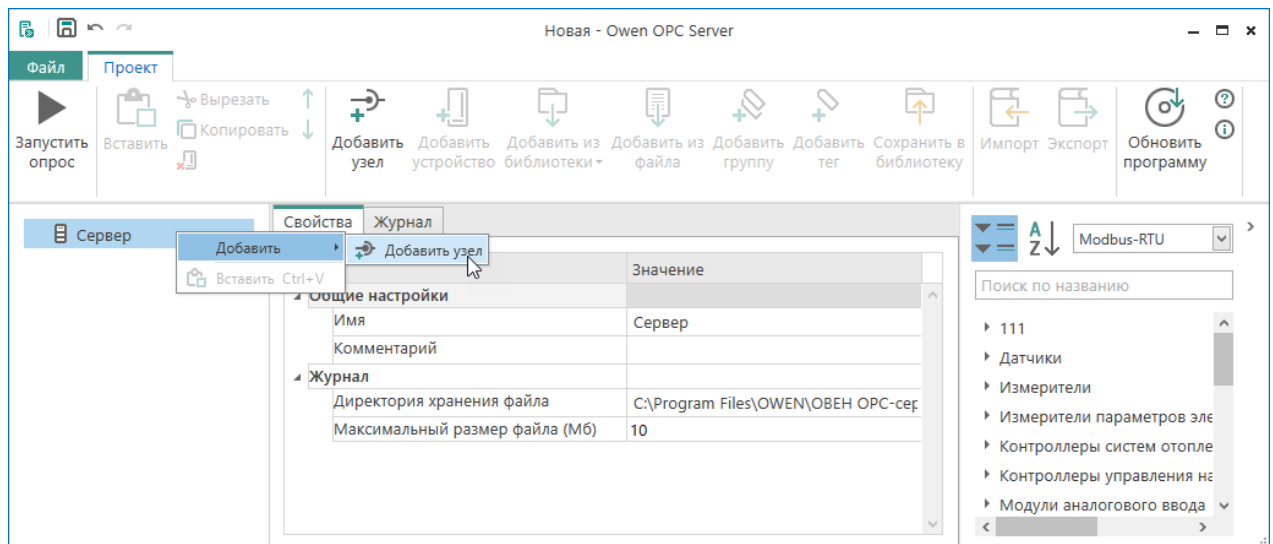 Новая - Owen OPC Server
Файл Проект
Вырезать
Копировать
Запустить опрос
Вставить
Добавить узел
Добавить устройство
Добавить из библиотеки
Добавить из файла
Добавить группу
Добавить тег
Сохранить в библиотеку
Импорт
Экспорт
Обновить программу
Сервер
Добавить
Вставить Ctrl+V
Добавить узел
Свойства Журнал
Значение
Общие настройки
Имя Сервер
Комментарий
Журнал
Директория хранения файла C:\Program Files\OWEN\ОВЕН OPC-сер
Максимальный размер файла (Мб) 10
A
Z
Modbus-RTU
Поиск по названию
111
Датчики
Измерители
Измерители параметров эле
Контроллеры систем отопле
Контроллеры управления на
Модули аналогового ввода